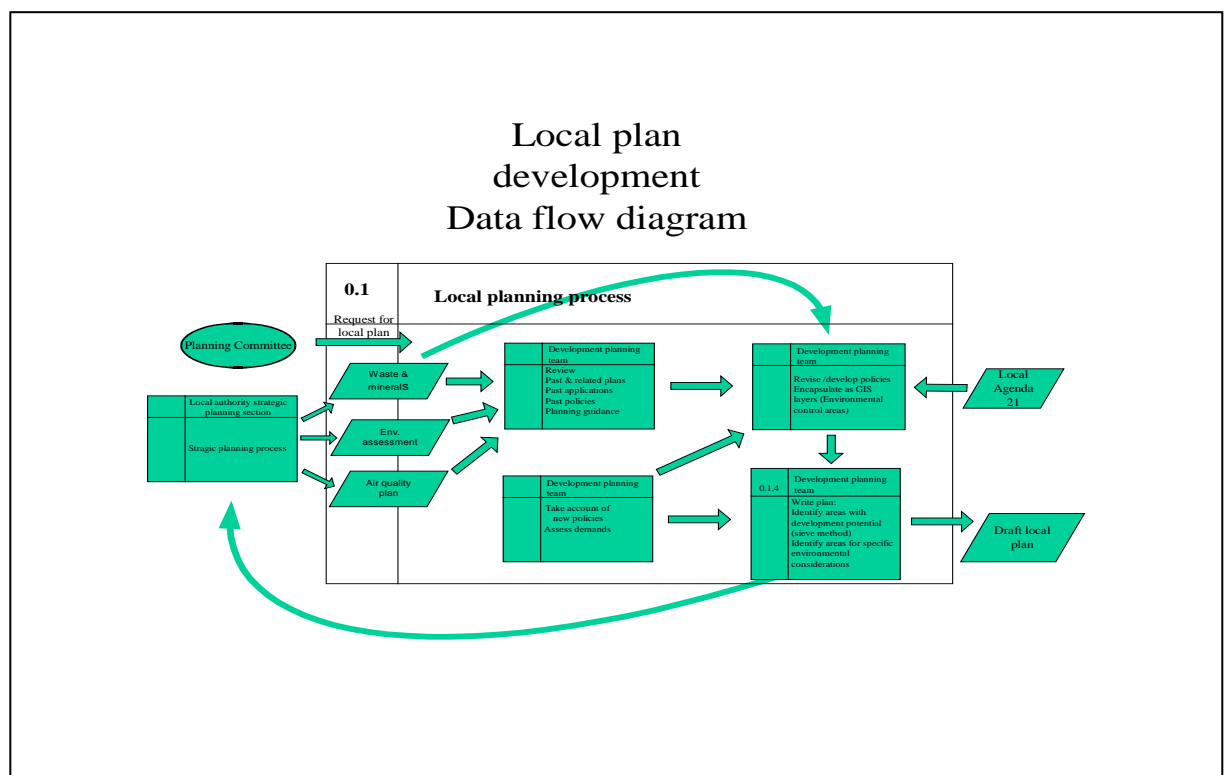 Local plan
development
Data flow diagram
0.1
Local planning process
Request for
local plan
Planning Committee
Waste &
mineralS
Development planning
team
Review
Past & related plans
Past applications
Past policies
Planning guidance
Development planning
team
Revise /develop policies
Encapsulate as GIS
layers (Environmental
control areas)
Local
Agenda
21
Local authority strategic
planning section
Stragic planning process
Env.
assessment
Air quality
plan
Development planning
team
Take account of
new policies
Assess demands
0.1.4
Development planning
team
Write plan:
Identify areas with
development potential
(sieve method)
Identify areas for specific
environmental
considerations
Draft local
plan